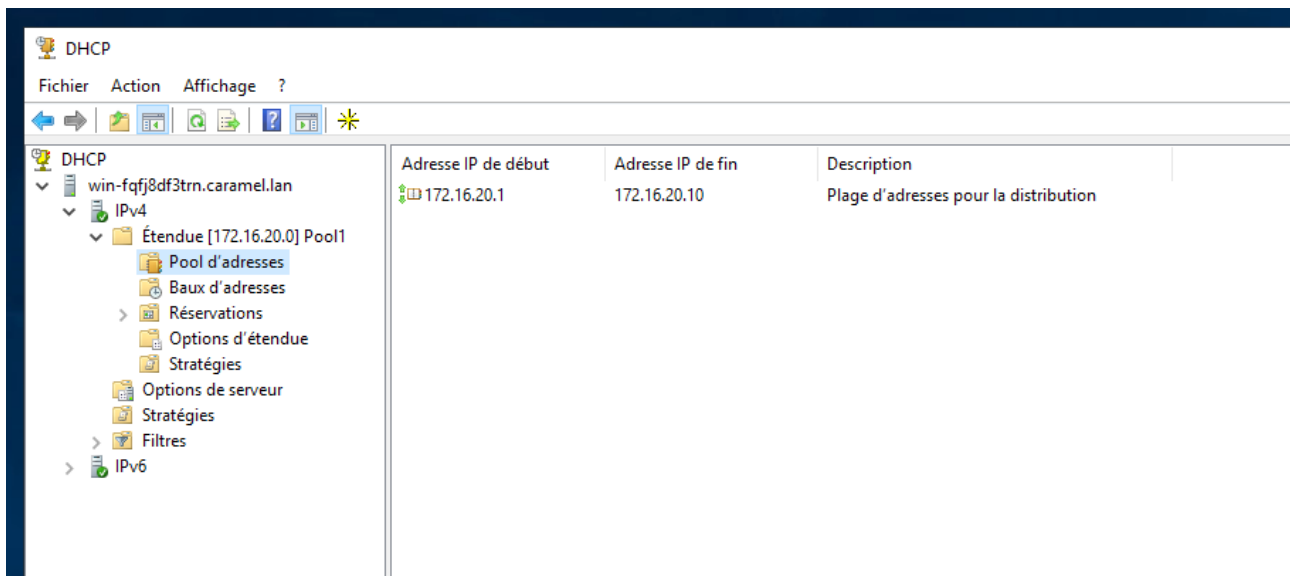 DHCP
Fichier Action Affichage ?
DHCP
win-fqfj8df3trn.caramel.lan
IPv4
Étendue [172.16.20.0] Pool1
Pool d'adresses
Baux d'adresses
Réservations
Options d'étendue
Stratégies
Options de serveur
Stratégies
Filtres
IPv6
Adresse IP de début Adresse IP de fin Description
172.16.20.1 172.16.20.10 Plage d'adresses pour la distribution